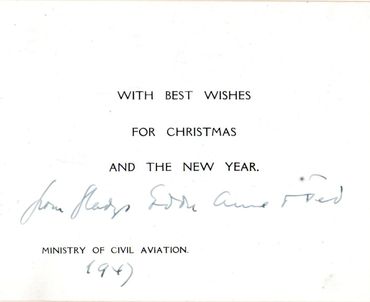 WITH BEST WISHES
FOR CHRISTMAS
AND THE NEW YEAR.
from Gladys Eddie Anne & Ted
MINISTRY OF CIVIL AVIATION.
1947